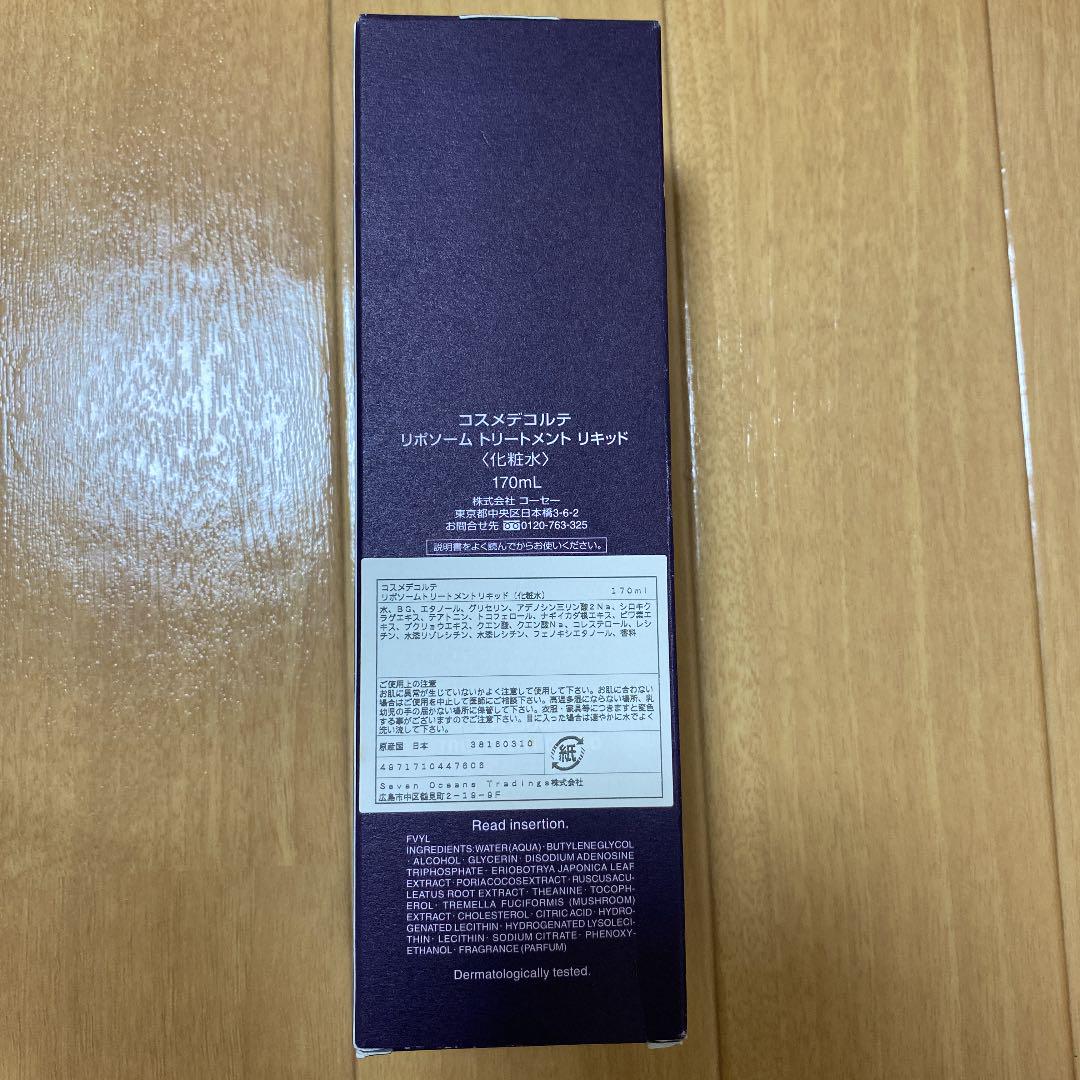 コスメデコルテ
リポソーム トリートメント リキッド
〈化粧水〉
170mL
株式会社 コーセー
東京都中央区日本橋3-6-2
お問合せ先 0120-763-325
説明書をよく読んでからお使いください。
コスメデコルテ
リポソームトリートメントリキッド（化粧水） 170ml
水、BG、エタノール、グリセリン、アデノシン三リン酸2Na、シロキク
ラゲエキス、テアニン、トコフェロール、ナギイカダ根エキス、ビワ葉エ
キス、ブクリョウエキス、クエン酸、クエン酸Na、コレステロール、レシ
チン、水添リゾレシチン、水添レシチン、フェノキシエタノール、香料
ご使用上の注意
お肌に異常が生じていないかよく注意して使用して下さい。お肌に合わない
場合はご使用を中止して医師にご相談下さい。高温多湿にならない場所、乳
幼児の手の届かない場所に保管して下さい。衣服・家具等につきますと変色
する事がございますのでご注意下さい。目に入った場合は速やかに水でよく
洗い流して下さい。
原産国 日本 38160310
紙
4971710447606
Seven Oceans Tradings株式会社
広島市中区鶴見町2-19-9F
Read insertion.
FVYL
INGREDIENTS:WATER(AQUA)·BUTYLENEGLYCOL
·ALCOHOL·GLYCERIN·DISODIUM ADENOSINE
TRIPHOSPHATE·ERIOBOTRYA JAPONICA LEAF
EXTRACT·PORIACOCOSEXTRACT·RUSCUSACU-
LEATUS ROOT EXTRACT·THEANINE·TOCOPH-
EROL·TREMELLA FUCIFORMIS (MUSHROOM)
EXTRACT·CHOLESTEROL·CITRIC ACID·HYDRO-
GENATED LECITHIN·HYDROGENATED LYSOLECI-
THIN·LECITHIN·SODIUM CITRATE·PHENOXY-
ETHANOL·FRAGRANCE (PARFUM)
Dermatologically tested.